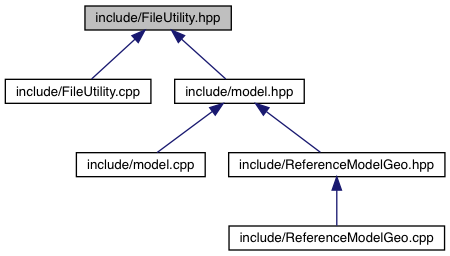 include/FileUtility.hpp
include/FileUtility.cpp
include/model.hpp
include/model.cpp
include/ReferenceModelGeo.hpp
include/ReferenceModelGeo.cpp